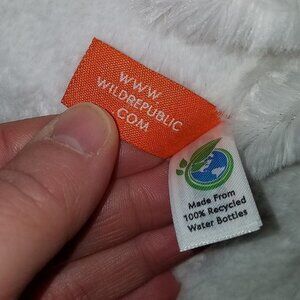 WWW.
WILDREPUBLIC
.COM
Made From
100% Recycled
Water Bottles